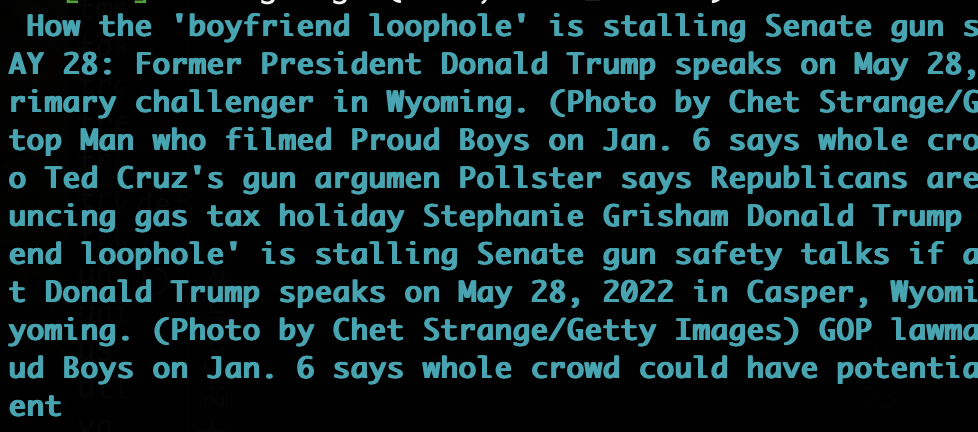 How the 'boyfriend loophole' is stalling Senate gun s
AY 28: Former President Donald Trump speaks on May 28,
rimary challenger in Wyoming. (Photo by Chet Strange/G
top Man who filmed Proud Boys on Jan. 6 says whole cro
o Ted Cruz's gun argumen Pollster says Republicans are
uncing gas tax holiday Stephanie Grisham Donald Trump
end loophole' is stalling Senate gun safety talks if a
t Donald Trump speaks on May 28, 2022 in Casper, Wyomi
yoming. (Photo by Chet Strange/Getty Images) GOP lawma
ud Boys on Jan. 6 says whole crowd could have potentia
ent